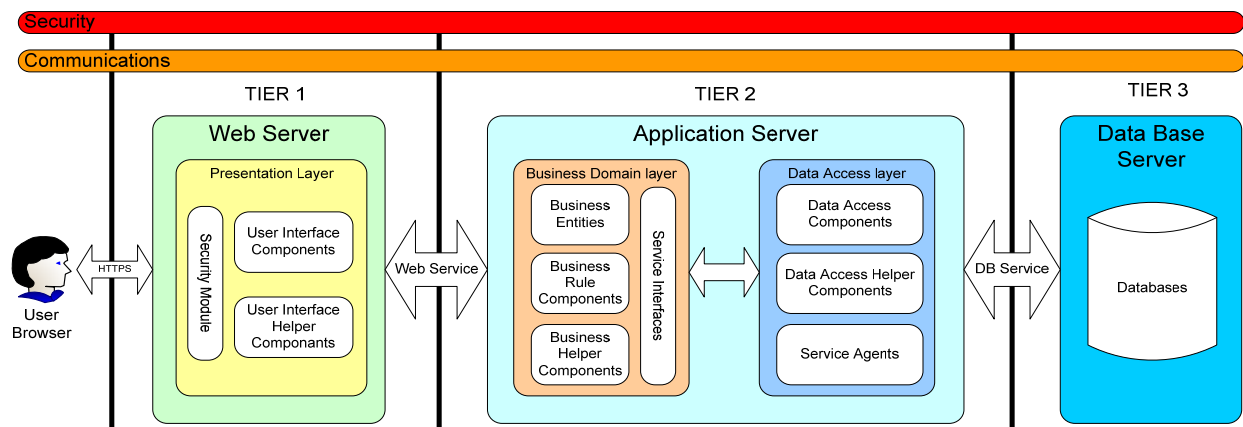 Security
Communications
TIER 1
TIER 2
TIER 3
Web Server
Presentation Layer
Security Module
User Interface
Components
User Interface
Helper
Componants
User
Browser
HTTPS
Web Service
Application Server
Business Domain layer
Business
Entities
Business
Rule
Components
Business
Helper
Components
Service Interfaces
Data Access layer
Data Access
Components
Data Access Helper
Components
Service Agents
DB Service
Data Base
Server
Databases